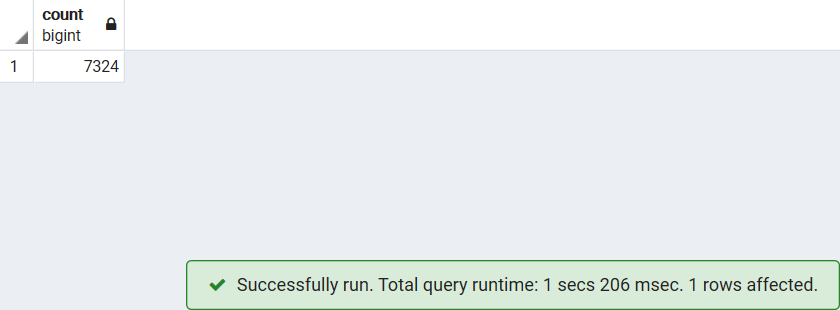 count
bigint
1 7324
Successfully run. Total query runtime: 1 secs 206 msec. 1 rows affected.